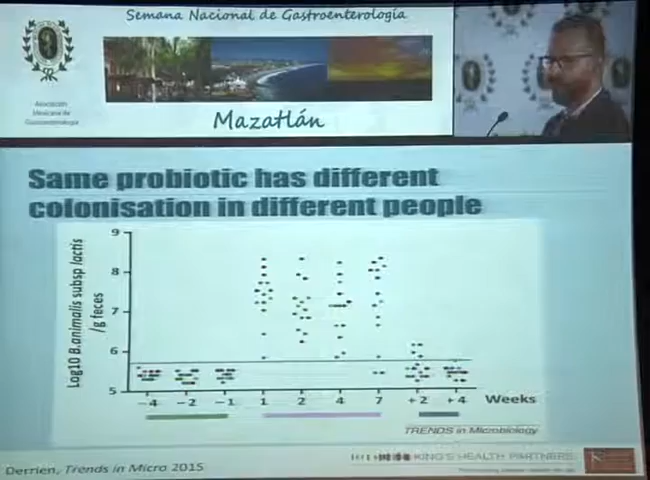 Semana Nacional de Gastroenterología
Asociación
Mexicana de
Gastroenterología
Mazatlán
Same probiotic has different
colonisation in different people
Log10 B.animalis subsp lactis
/g feces
9
8
7
6
5
-4 -2 -1 1 2 4 7 +2 +4 Weeks
TRENDS in Microbiology
Derrien, Trends in Micro 2015
KING'S HEALTH PARTNERS